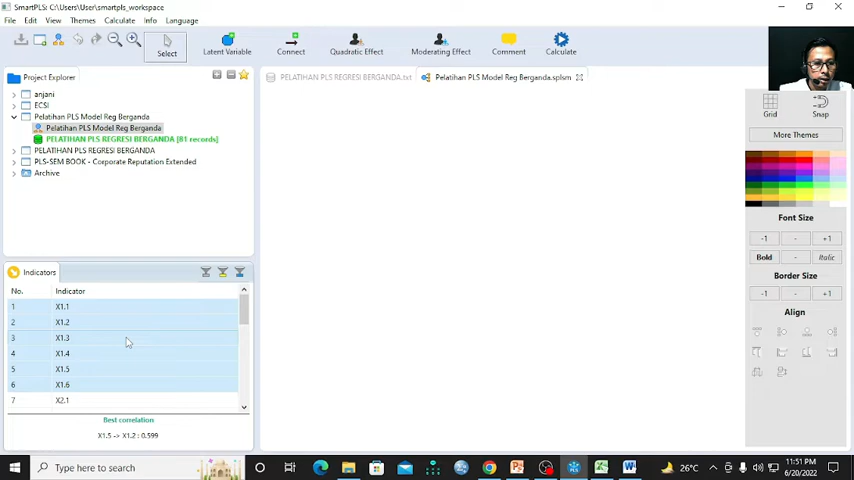 SmartPLS: C:\Users\User\smartpls_workspace
File Edit View Themes Calculate Info Language
Select
Latent Variable
Connect
Quadratic Effect
Moderating Effect
Comment
Calculate
Project Explorer
anjani
ECSI
Pelatihan PLS Model Reg Berganda
Pelatihan PLS Model Reg Berganda
PELATIHAN PLS REGRESI BERGANDA [81 records]
PELATIHAN PLS REGRESI BERGANDA
PLS-SEM BOOK - Corporate Reputation Extended
Archive
Indicators
No. Indicator
1 X1.1
2 X1.2
3 X1.3
4 X1.4
5 X1.5
6 X1.6
7 X2.1
Best correlation
X1.5 -> X1.2 : 0.599
PELATIHAN PLS REGRESI BERGANDA.txt
Pelatihan PLS Model Reg Berganda.splsm
Grid Snap
More Themes
Font Size
-1 - +1
Bold - Italic
Border Size
-1 - +1
Align
Type here to search
PLS
26°C
11:51 PM
6/20/2022